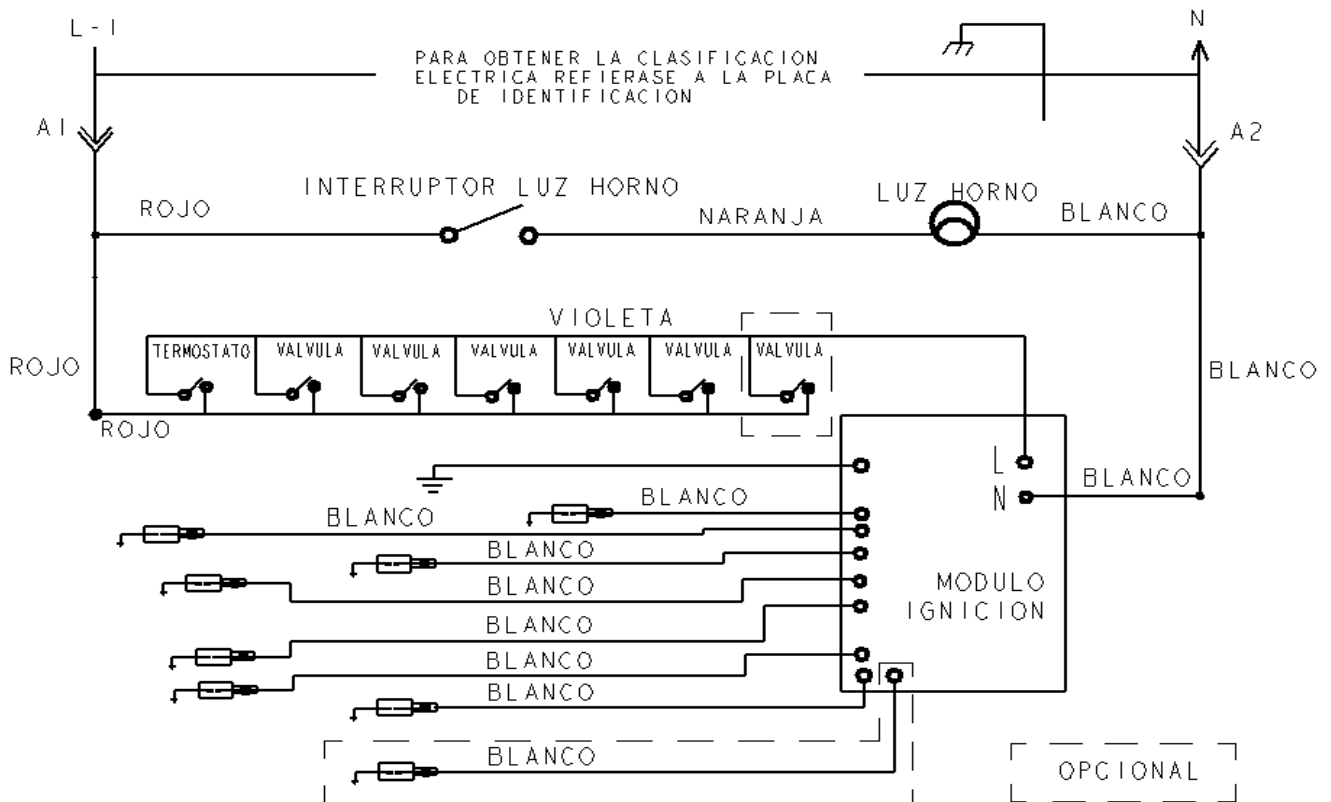 L-1
N
PARA OBTENER LA CLASIFICACION
ELECTRICA REFIERASE A LA PLACA
DE IDENTIFICACION
A1
A2
INTERRUPTOR LUZ HORNO
LUZ HORNO
ROJO
NARANJA
BLANCO
VIOLETA
TERMOSTATO
VALVULA
VALVULA
VALVULA
VALVULA
VALVULA
VALVULA
ROJO
BLANCO
ROJO
L
N
BLANCO
BLANCO
BLANCO
BLANCO
BLANCO
MODULO
IGNICION
BLANCO
BLANCO
BLANCO
BLANCO
OPCIONAL